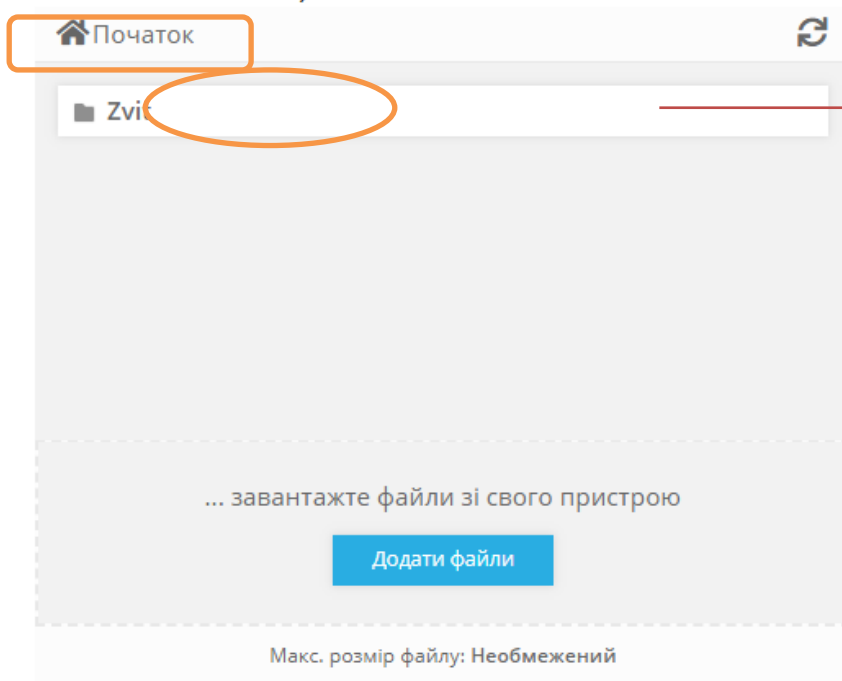 Початок
Zvit
... завантажте файли зі свого пристрою
Додати файли
Макс. розмір файлу: Необмежений